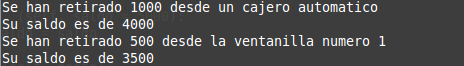 Se han retirado 1000 desde un cajero automatico
Su saldo es de 4000
Se han retirado 500 desde la ventanilla numero 1
Su saldo es de 3500